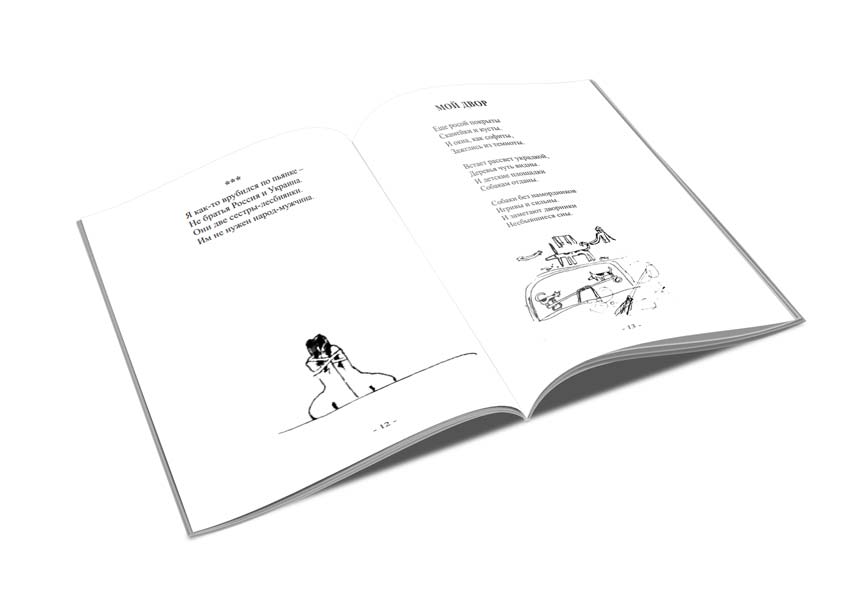 ***
Я как-то врубился по пьянке –
Не братья Россия и Украина.
Они две сестры-лесбиянки.
Им не нужен народ-мужчина.
- 12 -
МОЙ ДВОР
Еще росой покрыты
Скамейки и кусты.
И окна, как софиты,
Зажглись из темноты.
Встает рассвет украдкой,
Деревья чуть видны.
И детские площадки
Собакам отданы.
Собаки без намордников
Игривы и сильны.
И заметают дворники
Несбывшиеся сны.
- 13 -